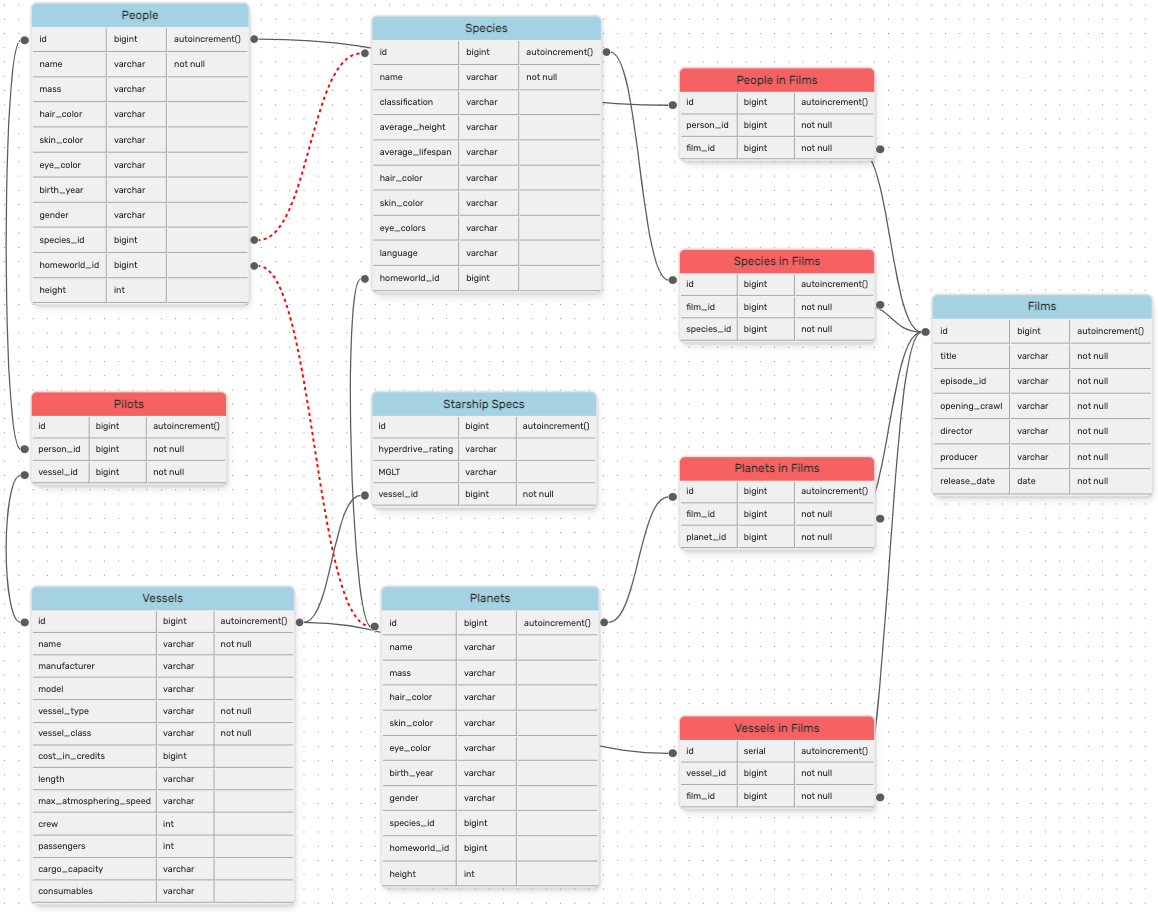 People
id bigint autoincrement()
name varchar not null
mass varchar
hair_color varchar
skin_color varchar
eye_color varchar
birth_year varchar
gender varchar
species_id bigint
homeworld_id bigint
height int
Species
id bigint autoincrement()
name varchar not null
classification varchar
average_height varchar
average_lifespan varchar
hair_color varchar
skin_color varchar
eye_colors varchar
language varchar
homeworld_id bigint
People in Films
id bigint autoincrement()
person_id bigint not null
film_id bigint not null
Species in Films
id bigint autoincrement()
film_id bigint not null
species_id bigint not null
Films
id bigint autoincrement()
title varchar not null
episode_id varchar not null
opening_crawl varchar not null
director varchar not null
producer varchar not null
release_date date not null
Pilots
id bigint autoincrement()
person_id bigint not null
vessel_id bigint not null
Starship Specs
id bigint autoincrement()
hyperdrive_rating varchar
MGLT varchar
vessel_id bigint not null
Planets in Films
id bigint autoincrement()
film_id bigint not null
planet_id bigint not null
Vessels
id bigint autoincrement()
name varchar not null
manufacturer varchar
model varchar
vessel_type varchar not null
vessel_class varchar not null
cost_in_credits bigint
length varchar
max_atmosphering_speed varchar
crew int
passengers int
cargo_capacity varchar
consumables varchar
Planets
id bigint autoincrement()
name varchar
mass varchar
hair_color varchar
skin_color varchar
eye_color varchar
birth_year varchar
gender varchar
species_id bigint
homeworld_id bigint
height int
Vessels in Films
id serial autoincrement()
vessel_id bigint not null
film_id bigint not null